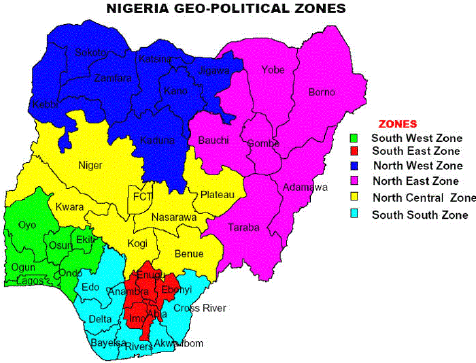 NIGERIA GEO-POLITICAL ZONES
Sokoto
Katsina
Zamfara
Kano
Jigawa
Yobe
Borno
Kebbi
Kaduna
Bauchi
Gombe
Adamawa
Niger
FCT
Plateau
Kwara
Nasarawa
Taraba
Oyo
Kogi
Benue
Osun
Ekiti
Ogun
Ondo
Lagos
Edo
Enugu
Anambra
Ebonyi
Cross River
Delta
Imo
Abia
Bayelsa
Rivers
Akwa Ibom
ZONES
South West Zone
South East Zone
North West Zone
North East Zone
North Central Zone
South South Zone